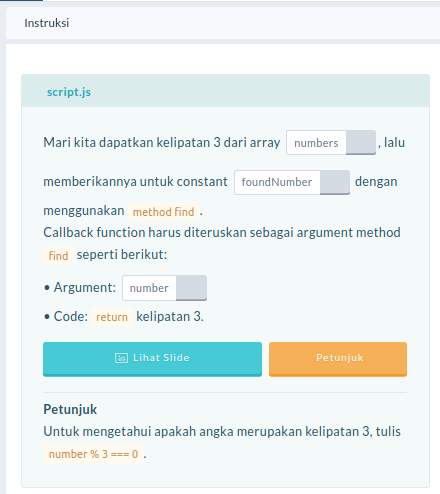 Instruksi
script.js
Mari kita dapatkan kelipatan 3 dari array numbers , lalu
memberikannya untuk constant foundNumber dengan
menggunakan method find .
Callback function harus diteruskan sebagai argument method
find seperti berikut:
• Argument: number
• Code: return kelipatan 3.
Lihat Slide
Petunjuk
Petunjuk
Untuk mengetahui apakah angka merupakan kelipatan 3, tulis
number % 3 === 0 .